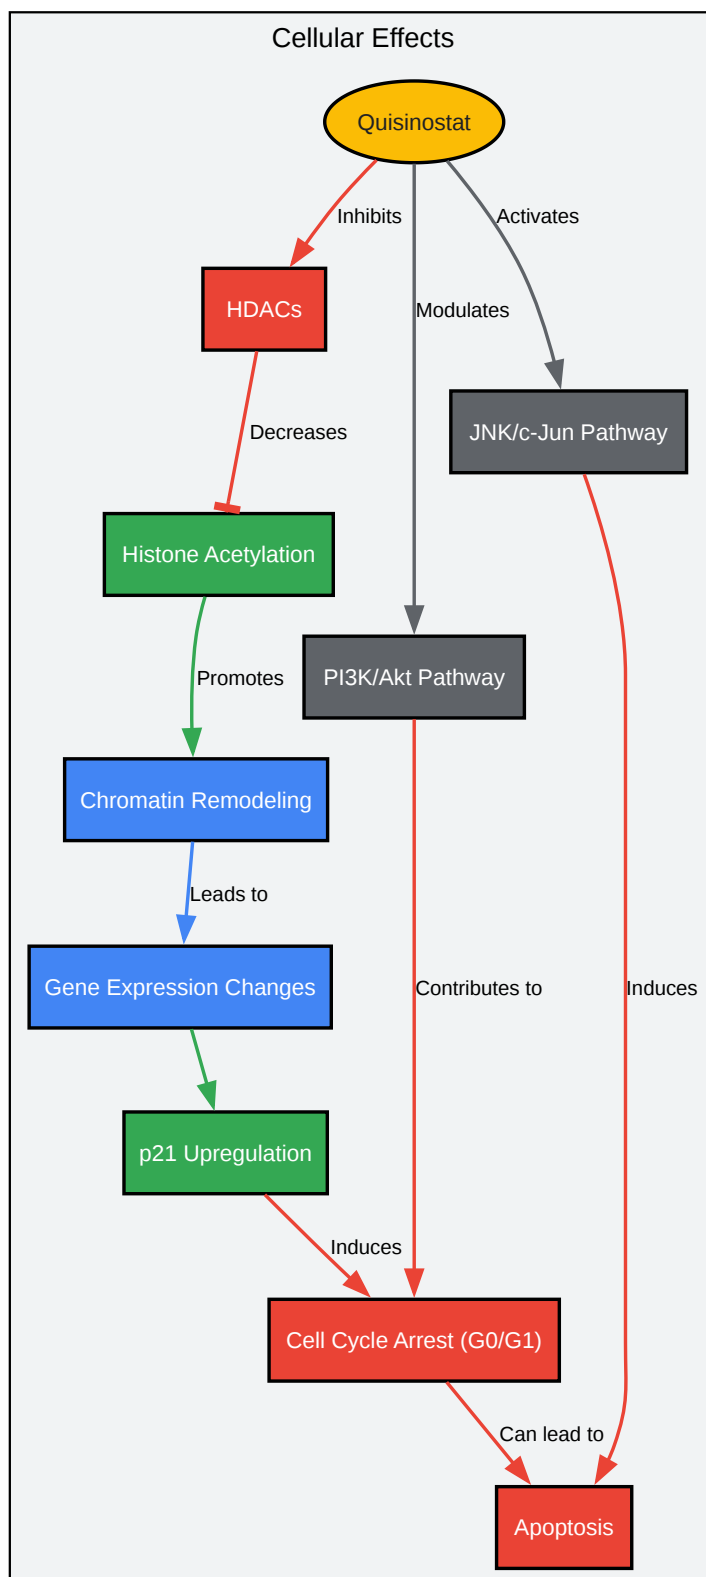 Cellular Effects
Quisinostat
Inhibits
Activates
HDACs
Modulates
JNK/c-Jun Pathway
Decreases
Histone Acetylation
Promotes
PI3K/Akt Pathway
Chromatin Remodeling
Leads to
Gene Expression Changes
Contributes to
Induces
p21 Upregulation
Induces
Cell Cycle Arrest (G0/G1)
Can lead to
Apoptosis